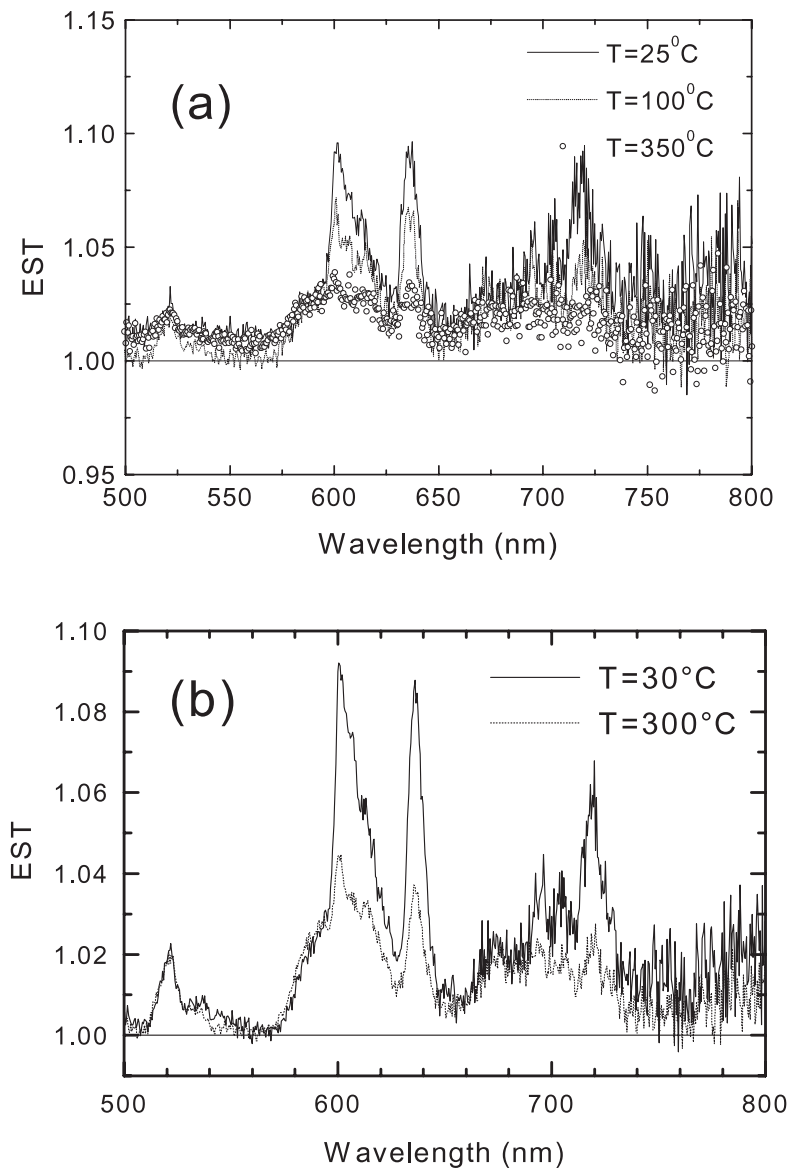 1.15
1.10
1.05
1.00
0.95
EST
(a)
T=25⁰C
T=100⁰C
T=350⁰C
500 550 600 650 700 750 800
Wavelength (nm)
1.10
1.08
1.06
1.04
1.02
1.00
EST
(b)
T=30°C
T=300°C
500 600 700 800
Wavelength (nm)